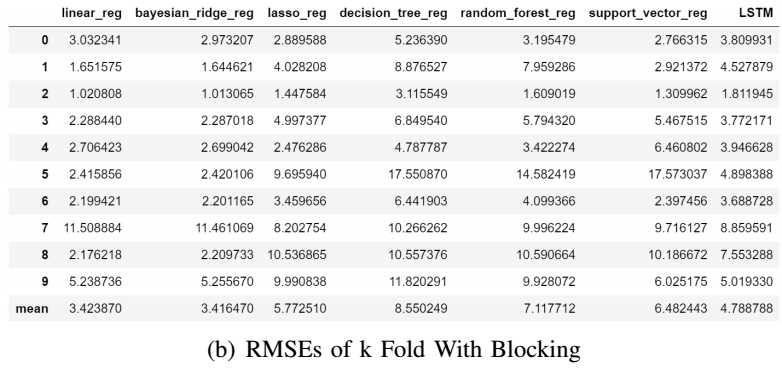 linear_reg bayesian_ridge_reg lasso_reg decision_tree_reg random_forest_reg support_vector_reg LSTM
0 3.032341 2.973207 2.889588 5.236390 3.195479 2.766315 3.809931
1 1.651575 1.644621 4.028208 8.876527 7.959286 2.921372 4.527879
2 1.020808 1.013065 1.447584 3.115549 1.609019 1.309962 1.811945
3 2.288440 2.287018 4.997377 6.849540 5.794320 5.467515 3.772171
4 2.706423 2.699042 2.476286 4.787787 3.422274 6.460802 3.946628
5 2.415856 2.420106 9.695940 17.550870 14.582419 17.573037 4.898388
6 2.199421 2.201165 3.459656 6.441903 4.099366 2.397456 3.688728
7 11.508884 11.461069 8.202754 10.266262 9.996224 9.716127 8.859591
8 2.176218 2.209733 10.536865 10.557376 10.590664 10.186672 7.553288
9 5.238736 5.255670 9.990838 11.820291 9.928072 6.025175 5.019330
mean 3.423870 3.416470 5.772510 8.550249 7.117712 6.482443 4.788788
(b) RMSEs of k Fold With Blocking